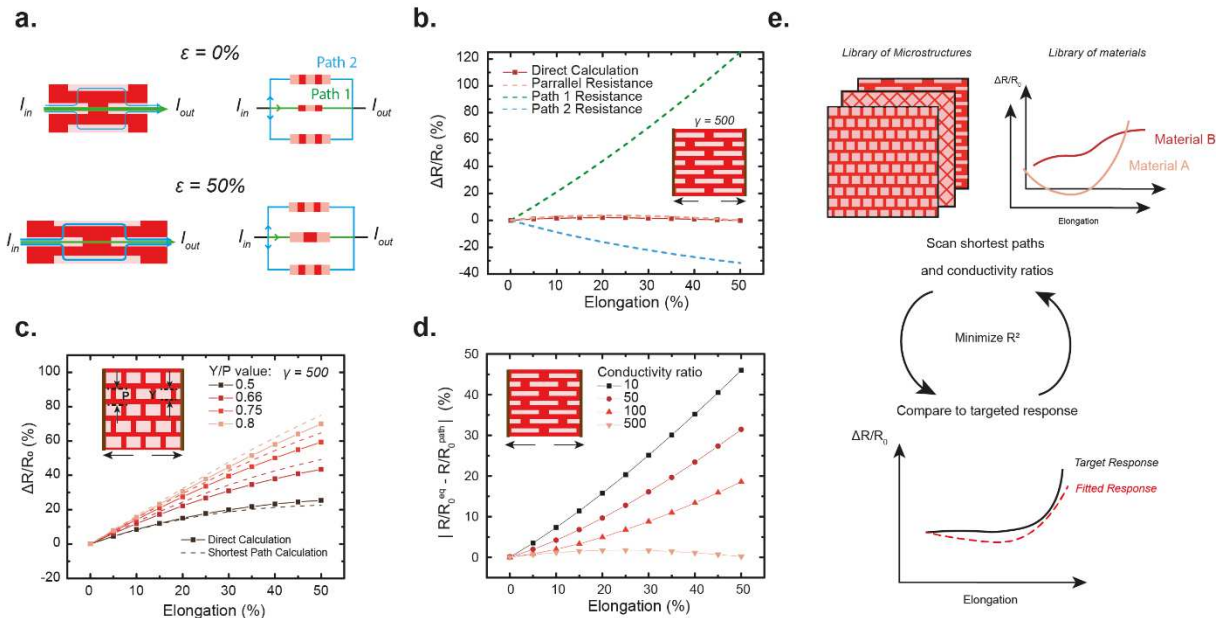 a.
ε = 0%
Path 2
Path 1
I_in
I_out
I_in
I_out
ε = 50%
I_in
I_out
I_in
I_out
b.
ΔR/R₀ (%)
120
100
80
60
40
20
0
-20
-40
Direct Calculation
Parrallel Resistance
Path 1 Resistance
Path 2 Resistance
γ = 500
0 10 20 30 40 50
Elongation (%)
c.
ΔR/R₀ (%)
100
80
60
40
20
0
-20
Y/P value:
γ = 500
0.5
0.66
0.75
0.8
P
Y
Direct Calculation
Shortest Path Calculation
0 10 20 30 40 50
Elongation (%)
d.
| R/R₀^eq - R/R₀^path | (%)
50
40
30
20
10
0
Conductivity ratio
10
50
100
500
0 10 20 30 40 50
Elongation (%)
e.
Library of Microstructures
Library of materials
ΔR/R₀
Material B
Material A
Elongation
Scan shortest paths
and conductivity ratios
Minimize R²
Compare to targeted response
ΔR/R₀
Target Response
Fitted Response
Elongation